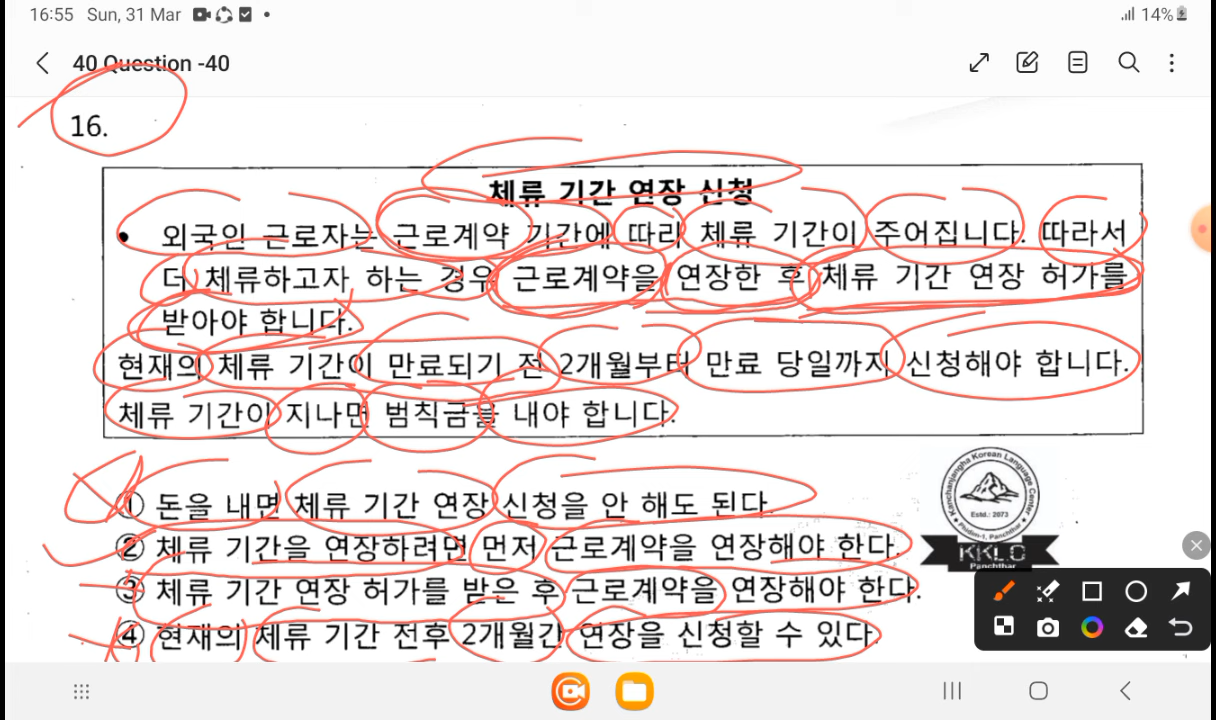 16:55 Sun, 31 Mar
14%
40 Question -40
16.
체류 기간 연장 신청
• 외국인 근로자는 근로계약 기간에 따라 체류 기간이 주어집니다. 따라서
더 체류하고자 하는 경우 근로계약을 연장한 후 체류 기간 연장 허가를
받아야 합니다.
현재의 체류 기간이 만료되기 전 2개월부터 만료 당일까지 신청해야 합니다.
체류 기간이 지나면 범칙금을 내야 합니다.
① 돈을 내면 체류 기간 연장 신청을 안 해도 된다.
② 체류 기간을 연장하려면 먼저 근로계약을 연장해야 한다.
③ 체류 기간 연장 허가를 받은 후 근로계약을 연장해야 한다.
④ 현재의 체류 기간 전후 2개월간 연장을 신청할 수 있다.
Kanchanjangha Korean Language Center
Estd.: 2073
Phidim-1, Panchthar
KKLC
Panchthar